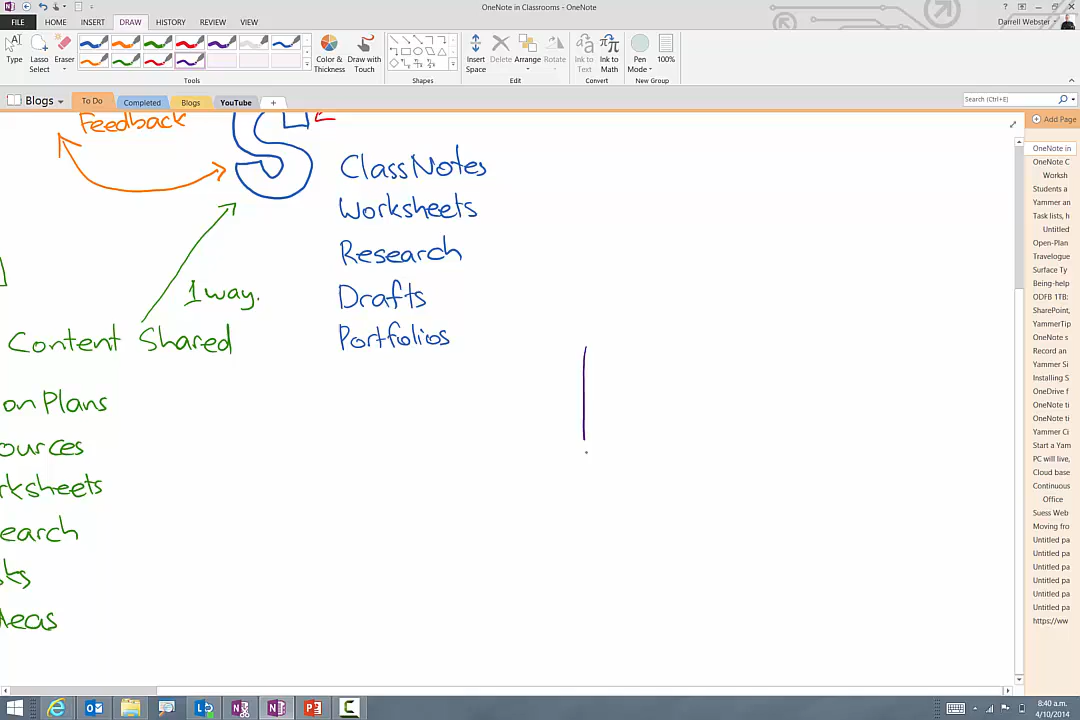 OneNote in Classrooms - OneNote
FILE HOME INSERT DRAW HISTORY REVIEW VIEW
Darrell Webster
Type
Lasso Select
Eraser
Color & Thickness
Draw with Touch
Insert Space
Delete
Arrange
Rotate
Ink to Text
Ink to Math
Pen Mode
100%
Tools Shapes Edit Convert New Group
Blogs To Do Completed Blogs YouTube
Search (Ctrl+E)
Add Page
Feedback
ClassNotes
Worksheets
Research
Drafts
Portfolios
1 way.
Content Shared
on Plans
ources
rksheets
earch
sks
OneNote in
OneNote C
Worksh
Students a
Yammer an
Task lists, h
Untitled
Open-Plan
Travelogue
Surface Ty
Being-help
ODFB 1TB:
SharePoint,
YammerTip
OneNote s
Record an
Yammer Si
Installing S
OneDrive f
OneNote ti
OneNote ti
Yammer Ci
Start a Yam
PC will live,
Cloud base
Continuous
Office
Suess Web
Moving fro
Untitled pa
Untitled pa
Untitled pa
Untitled pa
Untitled pa
https://ww
8:40 a.m.
4/10/2014